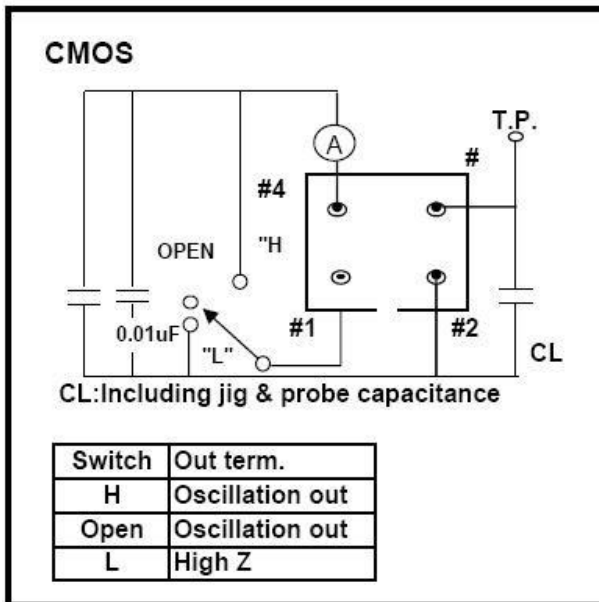 CMOS
T.P.
A
#
#4
OPEN
"H
0.01uF
"L"
#1
#2
CL
CL:Including jig & probe capacitance
Switch Out term.
H Oscillation out
Open Oscillation out
L High Z